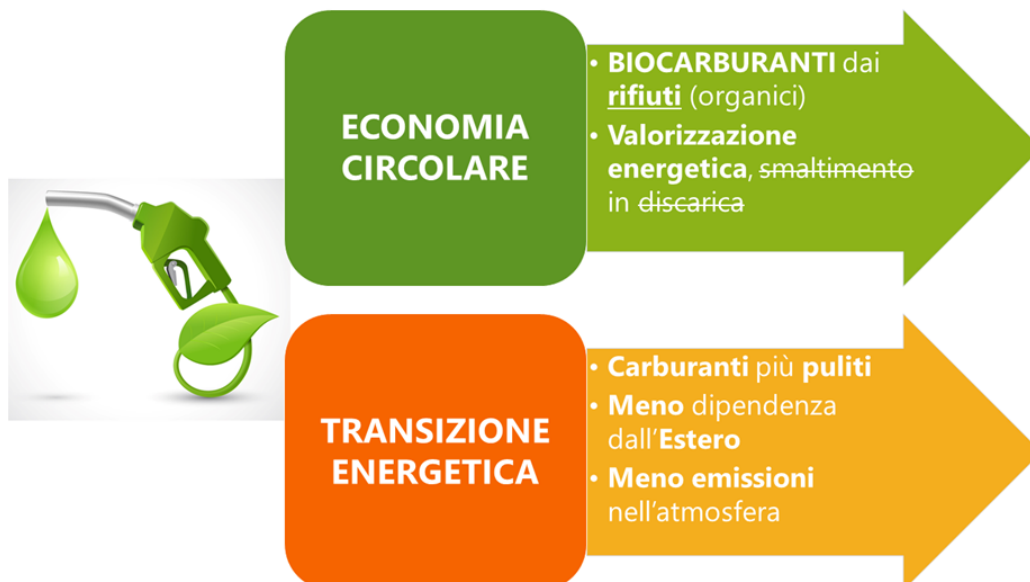 ECONOMIA
CIRCOLARE
• BIOCARBURANTI dai
rifiuti (organici)
• Valorizzazione
energetica, smaltimento
in discarica
TRANSIZIONE
ENERGETICA
• Carburanti più puliti
• Meno dipendenza
dall'Estero
• Meno emissioni
nell'atmosfera